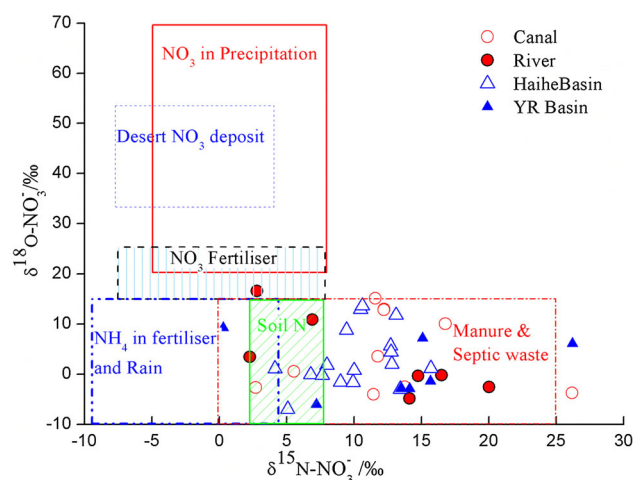 70
60
50
40
30
20
10
0
-10
-10
-5
0
5
10
15
20
25
30
δ¹⁸O-NO₃⁻/‰
δ¹⁵N-NO₃⁻/‰
Canal
River
HaiheBasin
YR Basin
NO₃ in Precipitation
Desert NO₃ deposit
NO₃ Fertiliser
NH₄ in fertiliser
and Rain
Soil N
Manure &
Septic waste